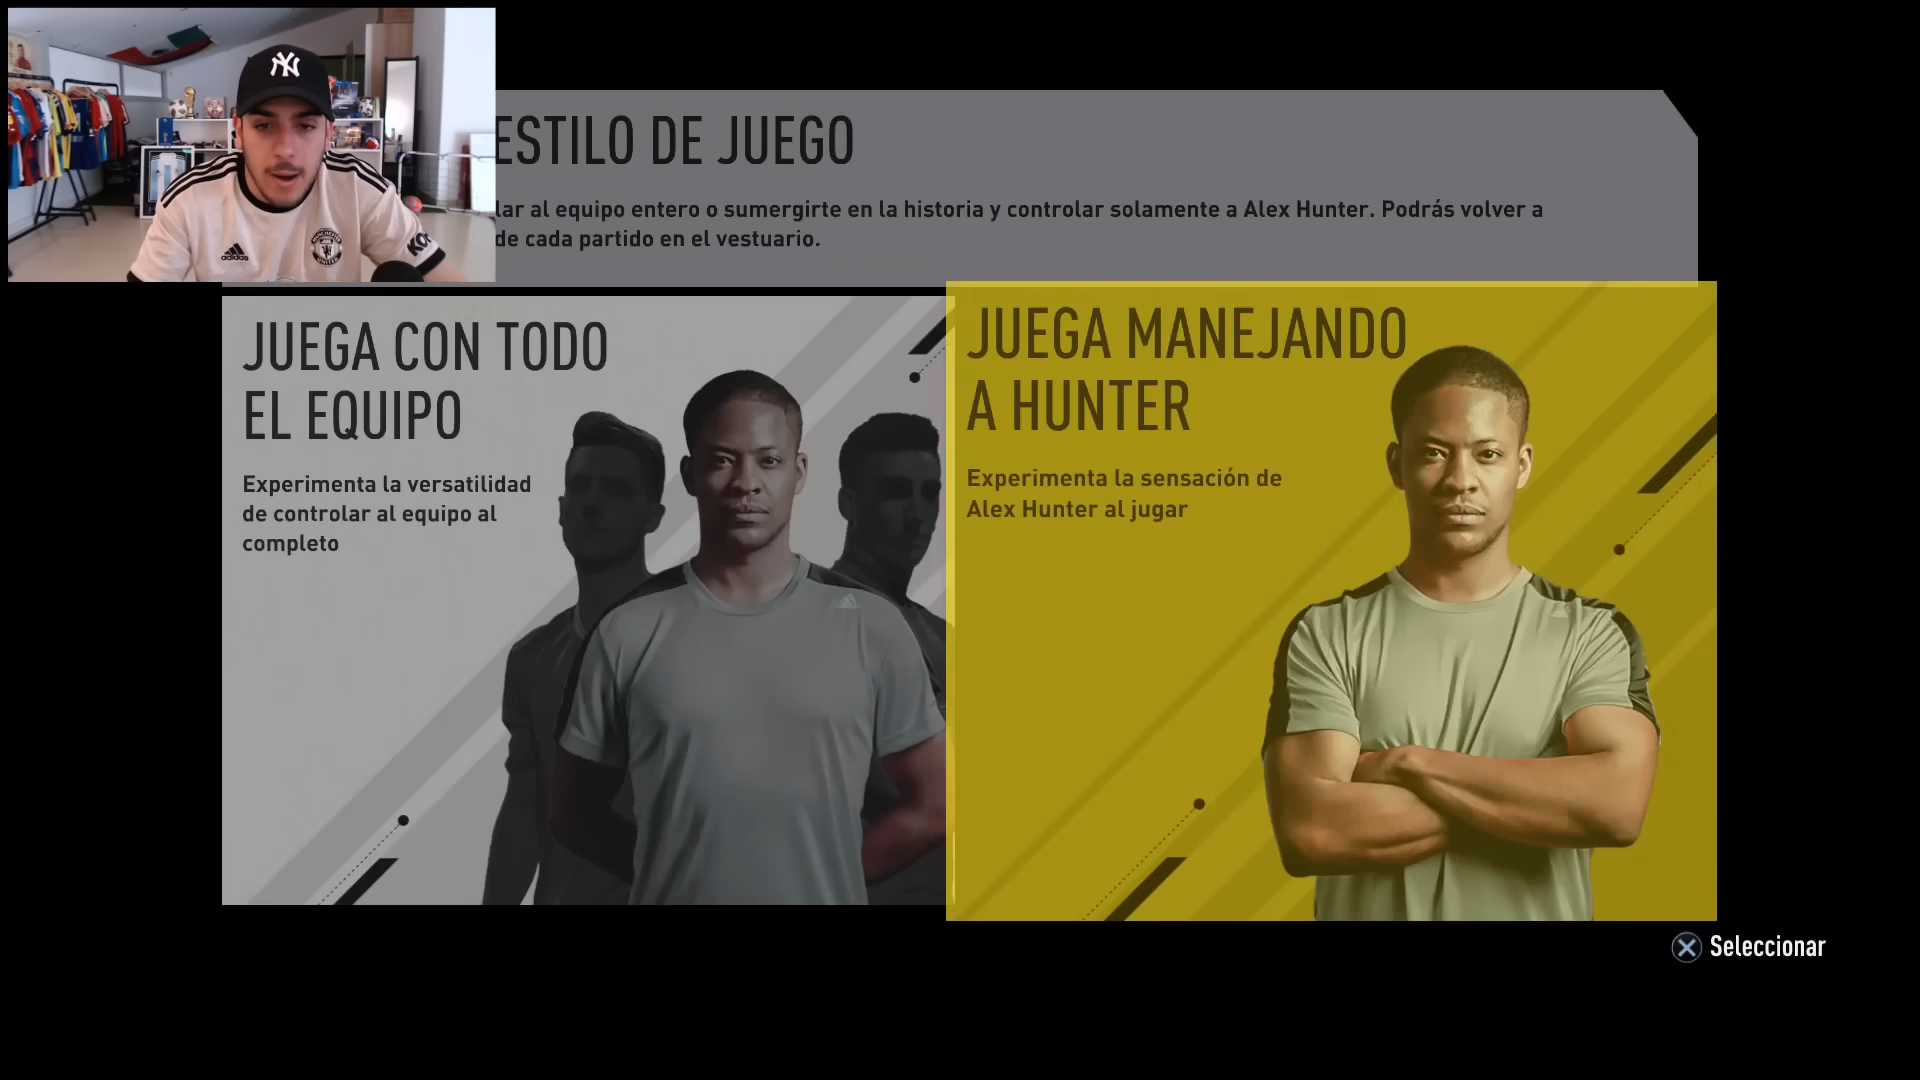 NY
ESTILO DE JUEGO
lar al equipo entero o sumergirte en la historia y controlar solamente a Alex Hunter. Podrás volver a
de cada partido en el vestuario.
adidas
JUEGA CON TODO
EL EQUIPO
Experimenta la versatilidad
de controlar al equipo al
completo
JUEGA MANEJANDO
A HUNTER
Experimenta la sensación de
Alex Hunter al jugar
Seleccionar